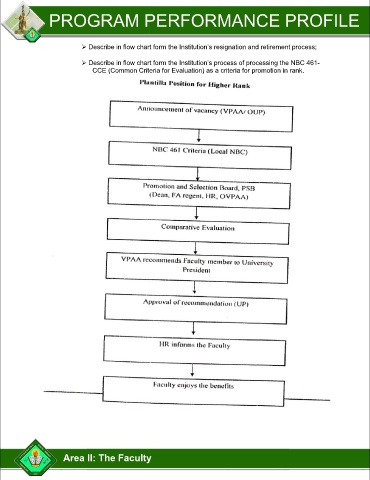 PROGRAM PERFORMANCE PROFILE
➢ Describe in flow chart form the Institution's resignation and retirement process;
➢ Describe in flow chart form the Institution's process of processing the NBC 461-
CCE (Common Criteria for Evaluation) as a criteria for promotion in rank.
Plantilla Position for Higher Rank
Announcement of vacancy (VPAA/ OUP)
NBC 461 Criteria (Local NBC)
Promotion and Selection Board, PSB
(Dean, FA regent, HR, OVPAA)
Comparative Evaluation
VPAA recommends Faculty member to University
President
Approval of recommendation (UP)
HR informs the Faculty
Faculty enjoys the benefits
Area II: The Faculty